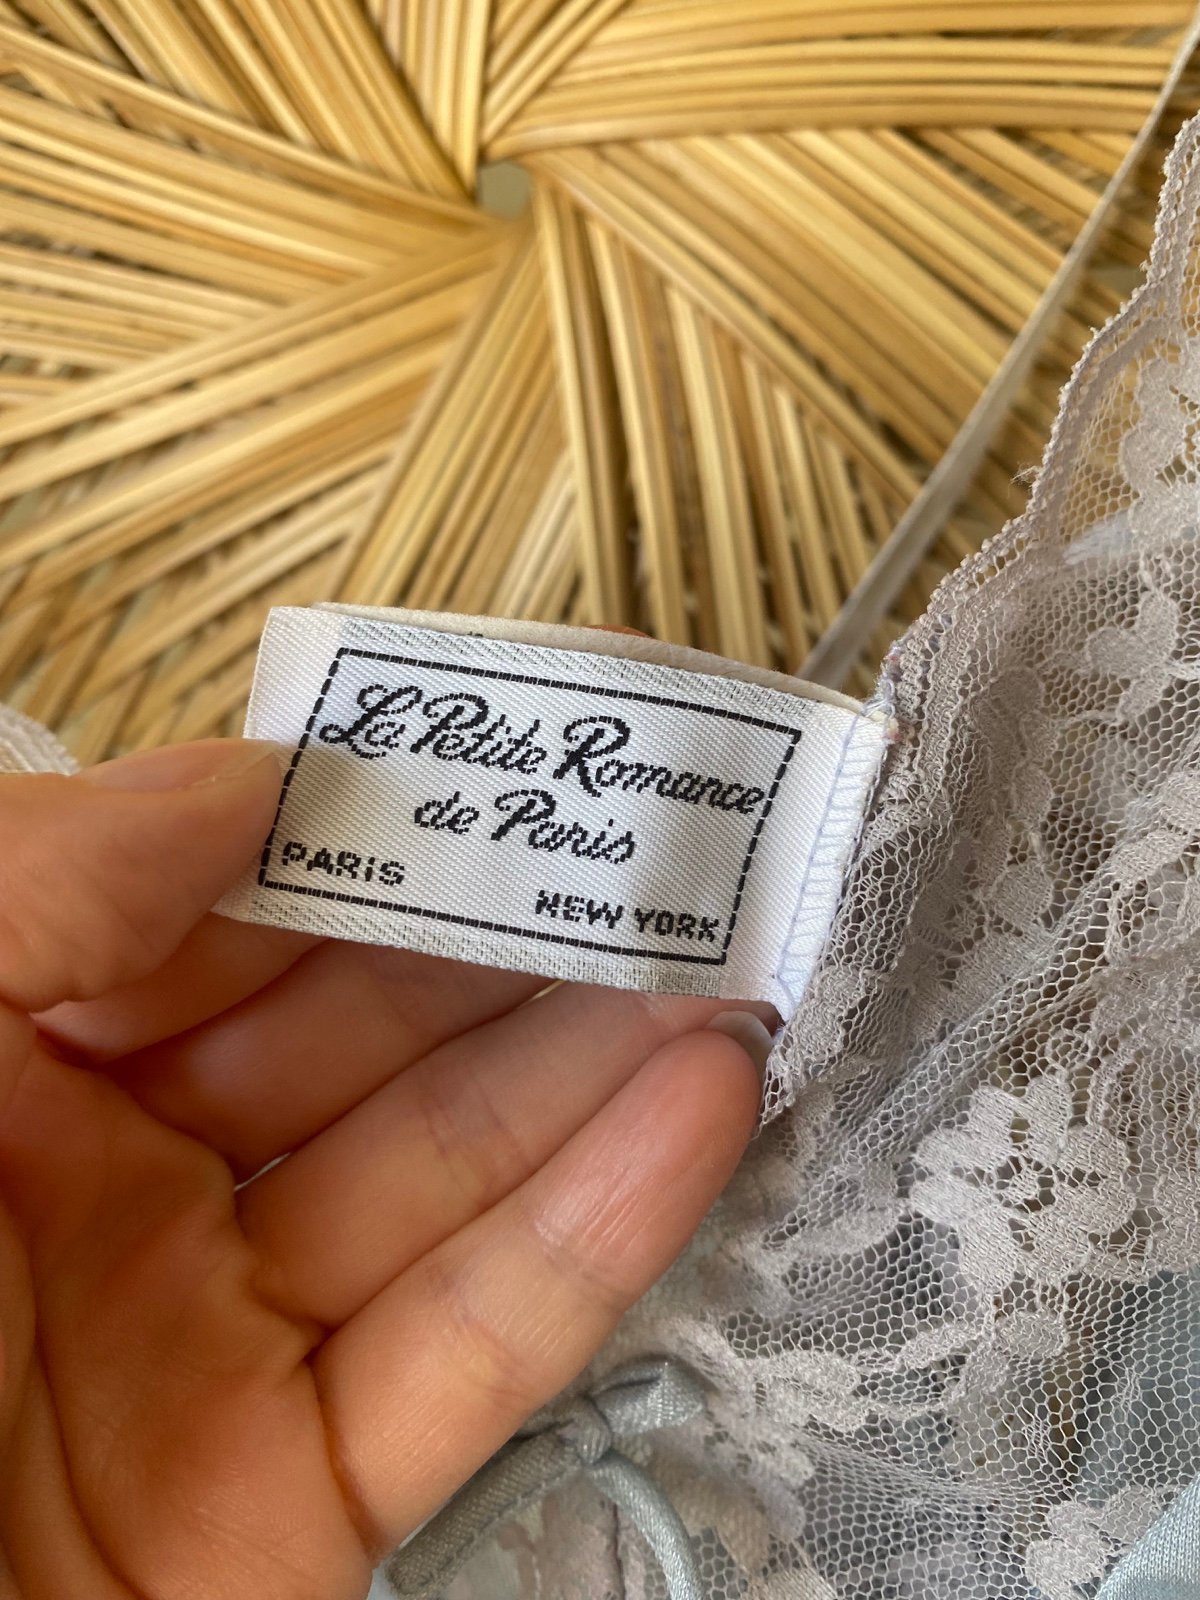 La Petite Romance
de Paris
PARIS
NEW YORK